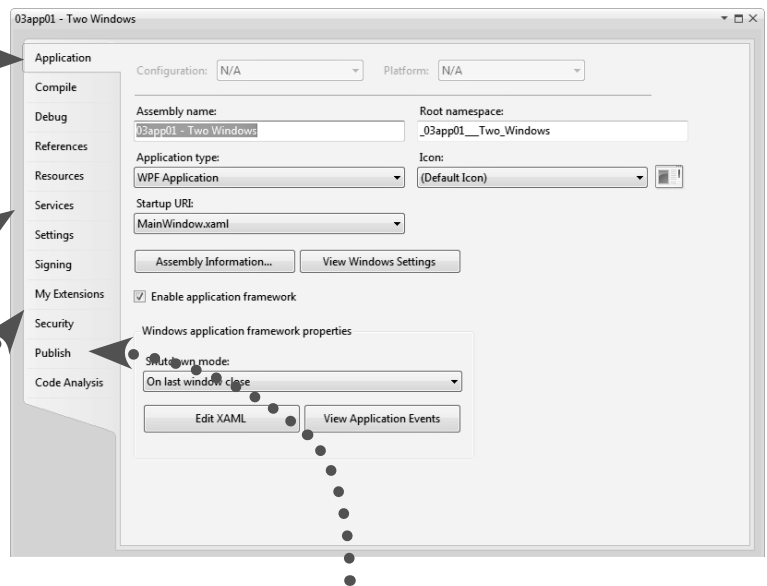 03app01 - Two Windows
Application
Compile
Debug
References
Resources
Services
Settings
Signing
My Extensions
Security
Publish
Code Analysis
Configuration: N/A Platform: N/A
Assembly name: Root namespace:
03app01 - Two Windows _03app01___Two_Windows
Application type: Icon:
WPF Application (Default Icon)
Startup URI:
MainWindow.xaml
Assembly Information... View Windows Settings
Enable application framework
Windows application framework properties
Shutdown mode:
On last window close
Edit XAML View Application Events